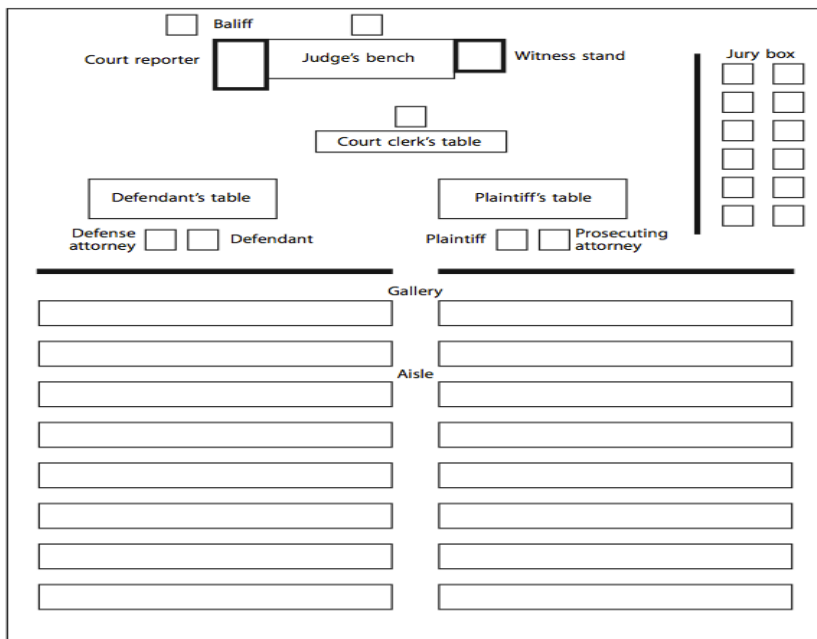 Baliff
Court reporter
Judge's bench
Witness stand
Jury box
Court clerk's table
Defendant's table
Plaintiff's table
Defense
attorney
Defendant
Plaintiff
Prosecuting
attorney
Gallery
Aisle